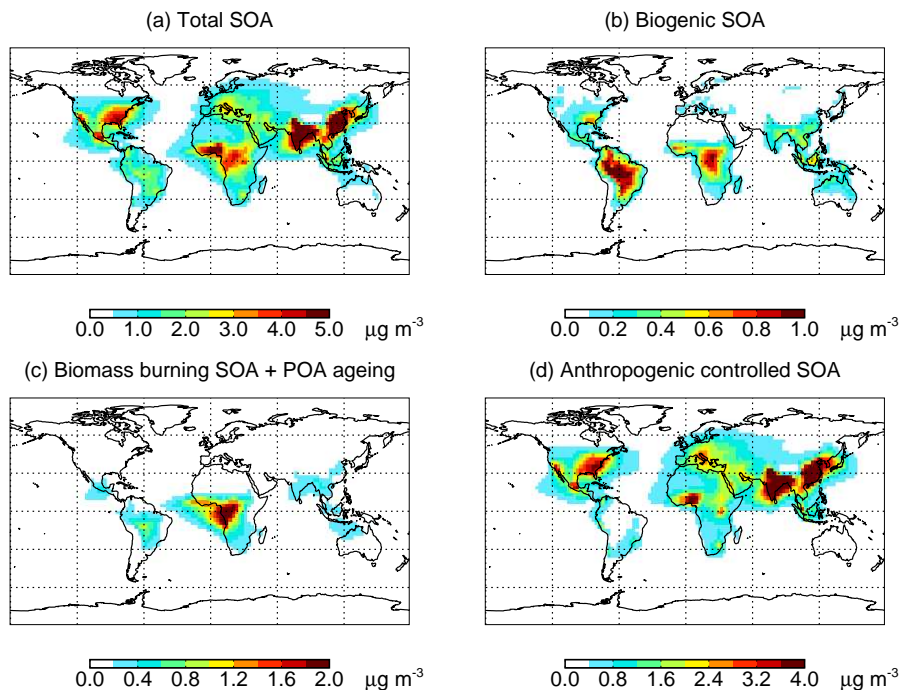 (a) Total SOA
(b) Biogenic SOA
0.0 1.0 2.0 3.0 4.0 5.0 μg m-3
0.0 0.2 0.4 0.6 0.8 1.0 μg m-3
(c) Biomass burning SOA + POA ageing
(d) Anthropogenic controlled SOA
0.0 0.4 0.8 1.2 1.6 2.0 μg m-3
0.0 0.8 1.6 2.4 3.2 4.0 μg m-3